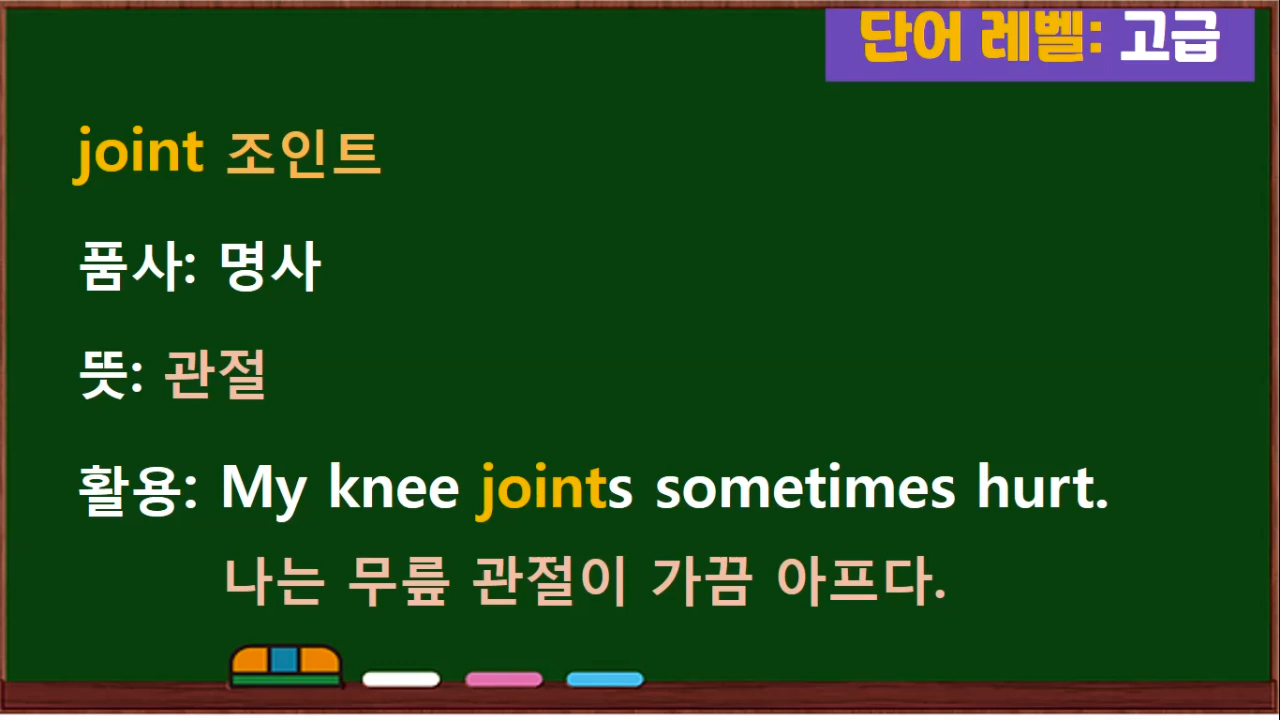 단어 레벨: 고급
joint 조인트
품사: 명사
뜻: 관절
활용: My knee joints sometimes hurt.
나는 무릎 관절이 가끔 아프다.